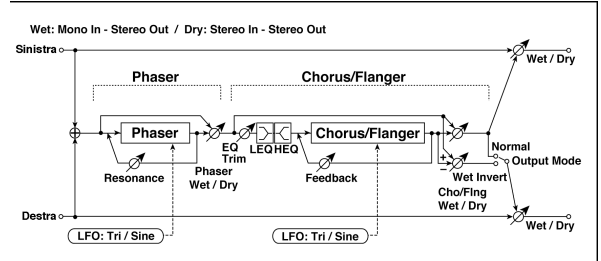 Wet: Mono In - Stereo Out / Dry: Stereo In - Stereo Out
Sinistra
Wet / Dry
Phaser
Chorus/Flanger
Phaser
EQ
Trim
LEQ
HEQ
Chorus/Flanger
Normal
Output Mode
+
−
Wet Invert
Resonance
Phaser
Wet / Dry
Feedback
Cho/Flng
Wet / Dry
Destra
Wet / Dry
LFO: Tri / Sine
LFO: Tri / Sine